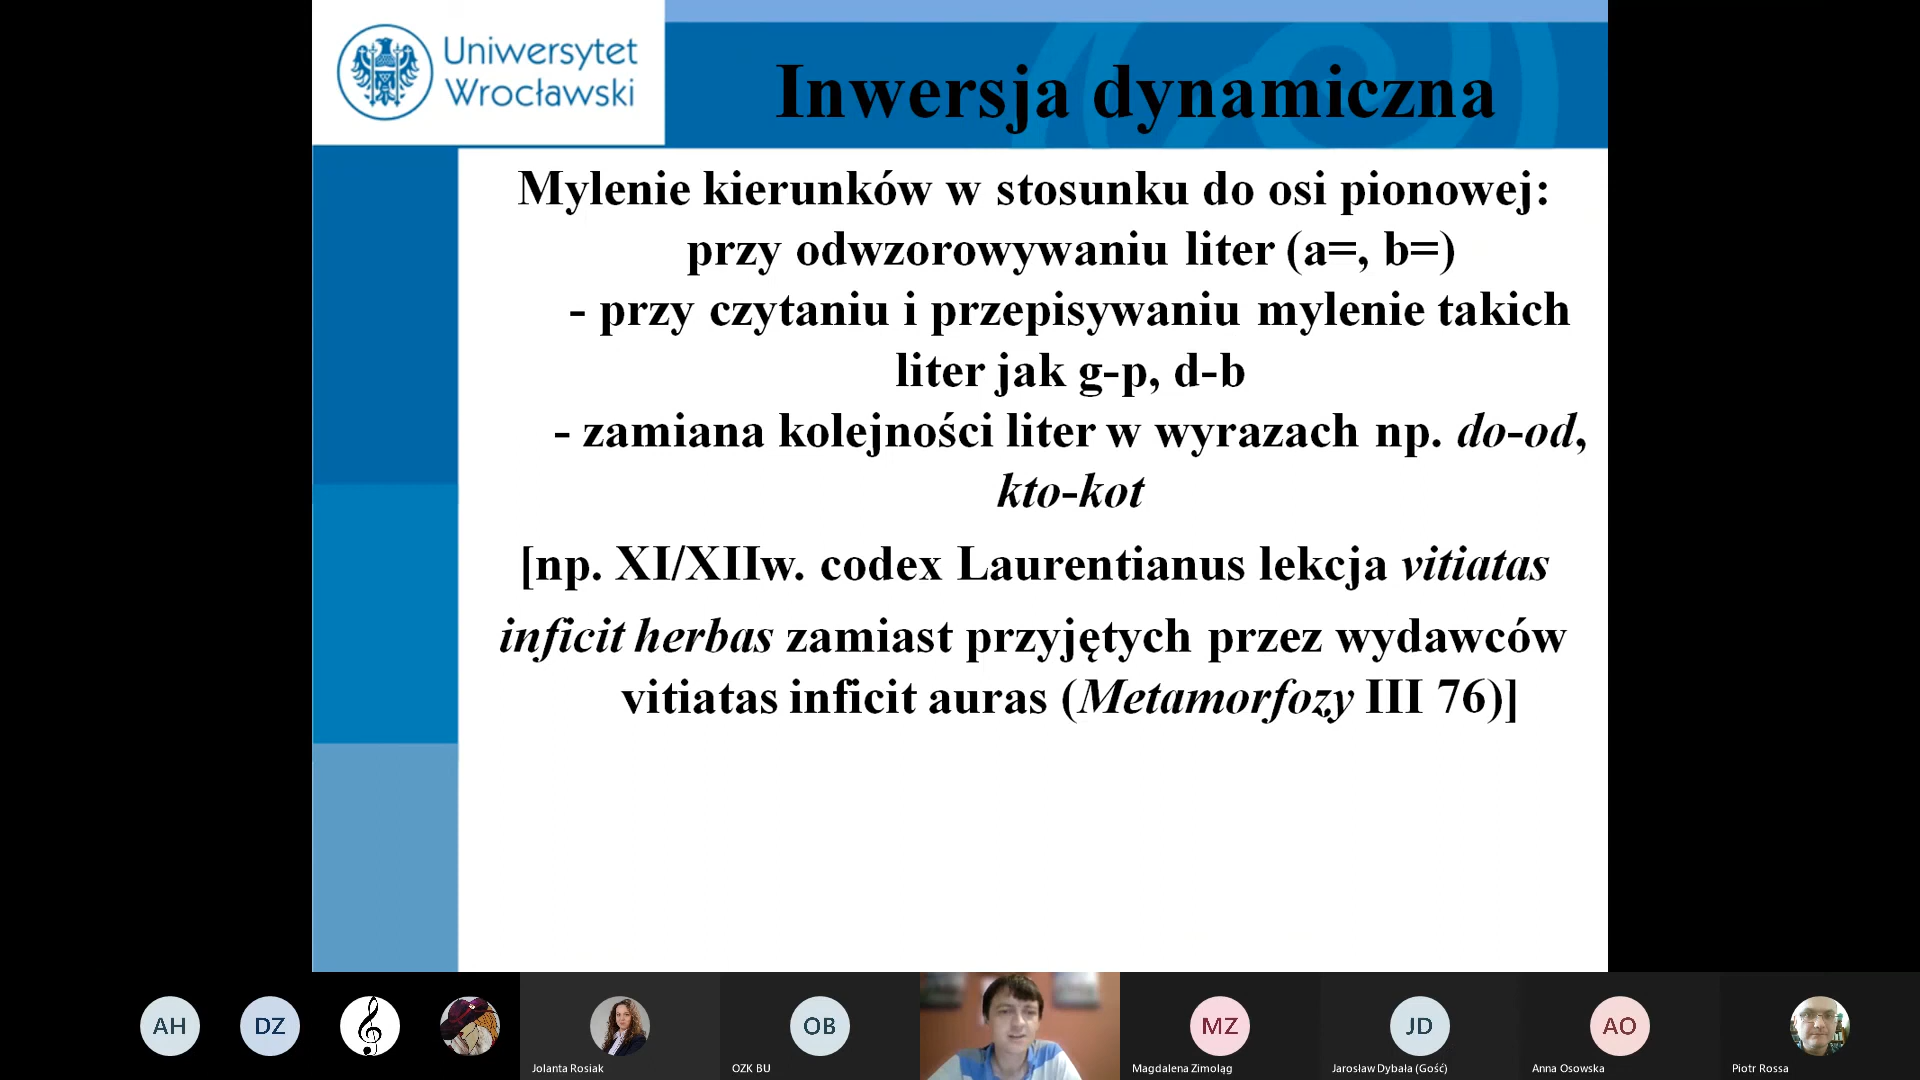 Uniwersytet
Wrocławski
Inwersja dynamiczna
Mylenie kierunków w stosunku do osi pionowej:
przy odwzorowywaniu liter (a=, b=)
- przy czytaniu i przepisywaniu mylenie takich
liter jak g-p, d-b
- zamiana kolejności liter w wyrazach np. do-od,
kto-kot
[np. XI/XIIw. codex Laurentianus lekcja vitiatas
inficit herbas zamiast przyjętych przez wydawców
vitiatas inficit auras (Metamorfozy III 76)]
AH
DZ
Jolanta Rosiak
OB
OZK BU
MZ
Magdalena Zimoląg
JD
Jarosław Dybała (Gość)
AO
Anna Osowska
Piotr Rossa